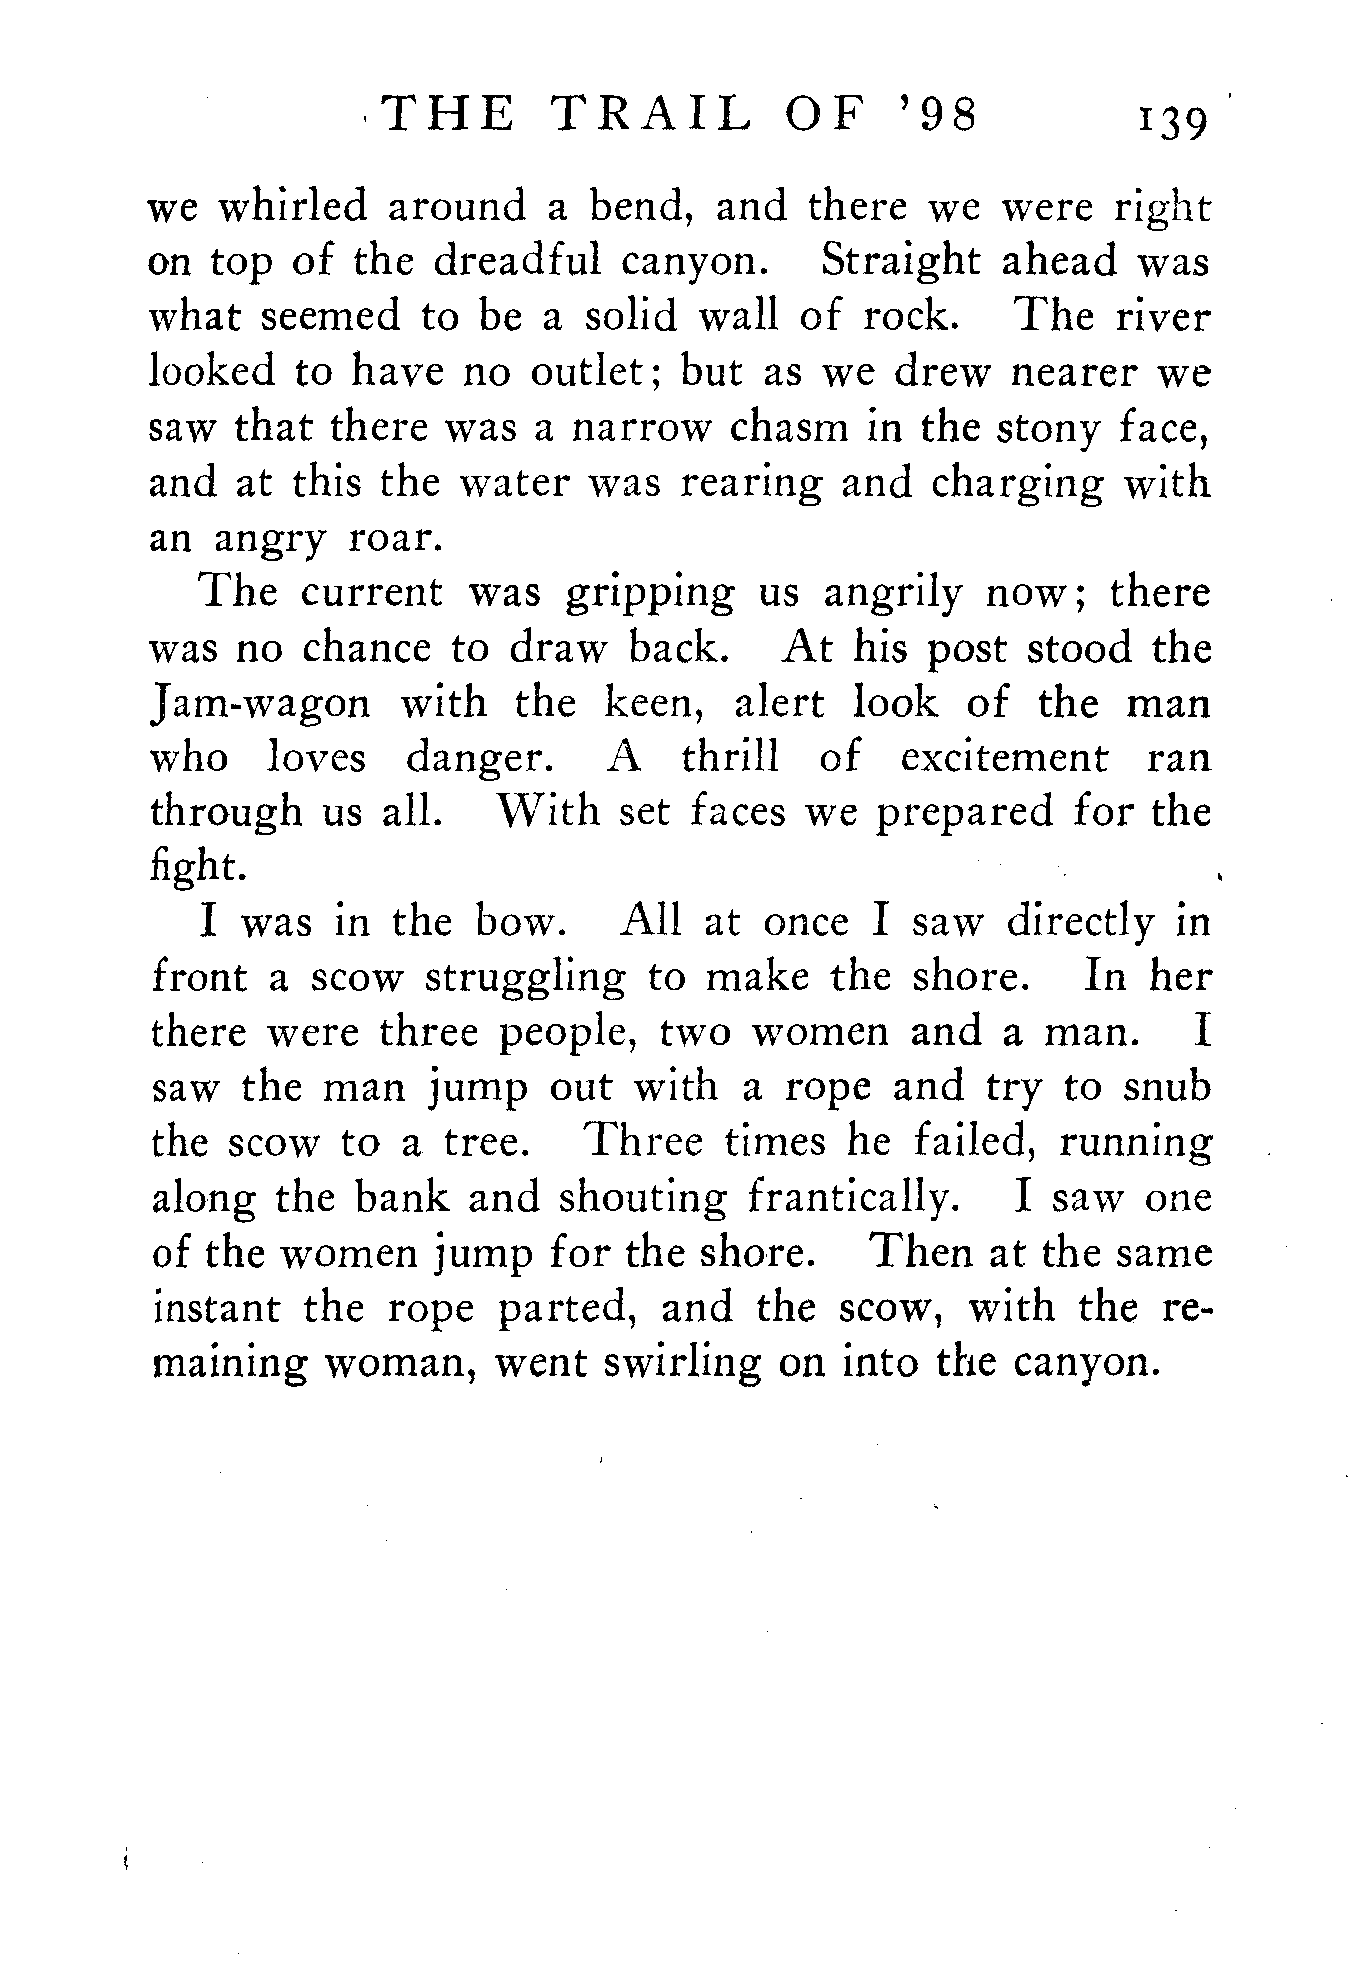 THE TRAIL OF ’98 139
we whirled around a bend, and there we were right
on top of the dreadful canyon. Straight ahead was
what seemed to be a solid wall of rock. The river
looked to have no outlet; but as we drew nearer we
saw that there was a narrow chasm in the stony face,
and at this the water was rearing and charging with
an angry roar.
The current was gripping us angrily now; there
was no chance to draw back. At his post stood the
Jam-wagon with the keen, alert look of the man
who loves danger. A thrill of excitement ran
through us all. With set faces we prepared for the
fight.
I was in the bow. All at once I saw directly in
front a scow struggling to make the shore. In her
there were three people, two women and a man. I
saw the man jump out with a rope and try to snub
the scow to a tree. Three times he failed, running
along the bank and shouting frantically. I saw one
of the women jump for the shore. Then at the same
instant the rope parted, and the scow, with the re-
maining woman, went swirling on into the canyon.